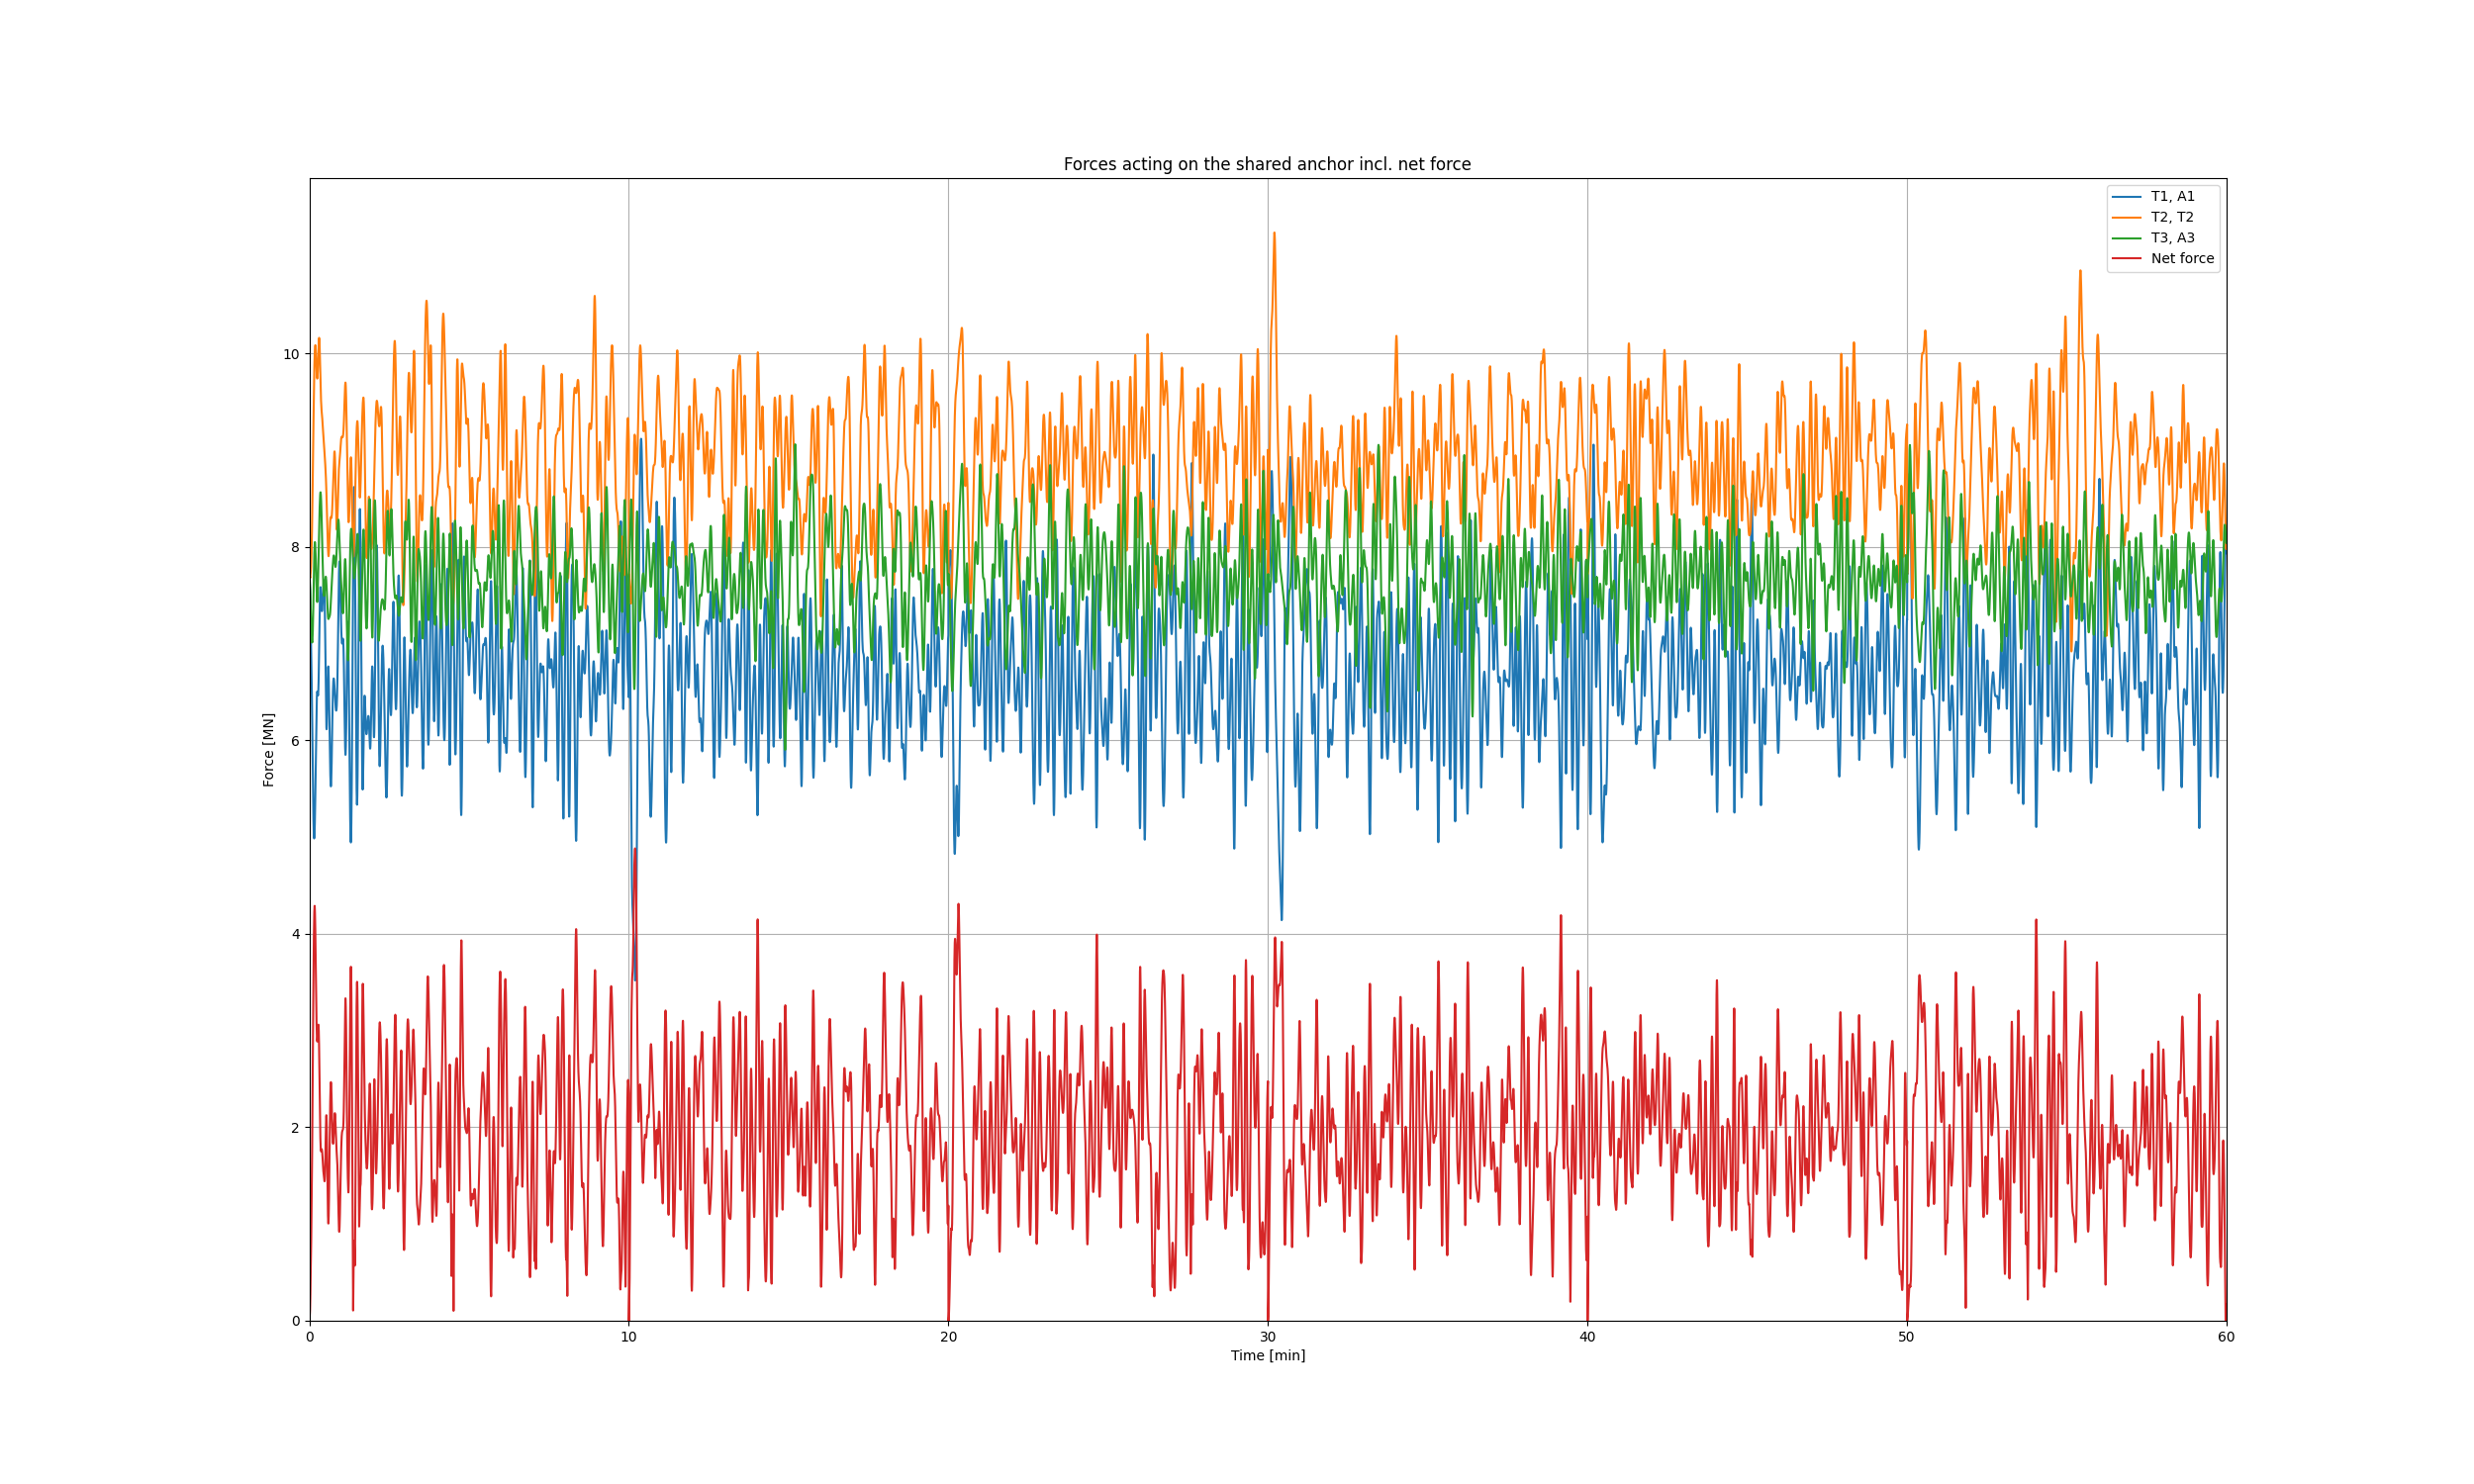 Forces acting on the shared anchor incl. net force
T1, A1
T2, T2
T3, A3
Net force
Force [MN]
10
8
6
4
2
0
0 10 20 30 40 50 60
Time [min]